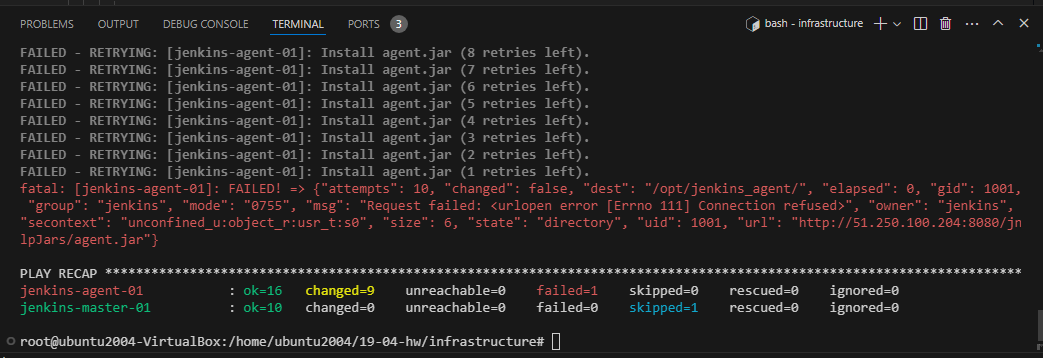 PROBLEMS OUTPUT DEBUG CONSOLE TERMINAL PORTS 3 bash - infrastructure
FAILED - RETRYING: [jenkins-agent-01]: Install agent.jar (8 retries left).
FAILED - RETRYING: [jenkins-agent-01]: Install agent.jar (7 retries left).
FAILED - RETRYING: [jenkins-agent-01]: Install agent.jar (6 retries left).
FAILED - RETRYING: [jenkins-agent-01]: Install agent.jar (5 retries left).
FAILED - RETRYING: [jenkins-agent-01]: Install agent.jar (4 retries left).
FAILED - RETRYING: [jenkins-agent-01]: Install agent.jar (3 retries left).
FAILED - RETRYING: [jenkins-agent-01]: Install agent.jar (2 retries left).
FAILED - RETRYING: [jenkins-agent-01]: Install agent.jar (1 retries left).
fatal: [jenkins-agent-01]: FAILED! => {"attempts": 10, "changed": false, "dest": "/opt/jenkins_agent/", "elapsed": 0, "gid": 1001,
"group": "jenkins", "mode": "0755", "msg": "Request failed: <urlopen error [Errno 111] Connection refused>", "owner": "jenkins",
"secontext": "unconfined_u:object_r:usr_t:s0", "size": 6, "state": "directory", "uid": 1001, "url": "http://51.250.100.204:8080/jn
lpJars/agent.jar"}
PLAY RECAP *************************************************************************************************************************
jenkins-agent-01 : ok=16 changed=9 unreachable=0 failed=1 skipped=0 rescued=0 ignored=0
jenkins-master-01 : ok=10 changed=0 unreachable=0 failed=0 skipped=1 rescued=0 ignored=0
root@ubuntu2004-VirtualBox:/home/ubuntu2004/19-04-hw/infrastructure#